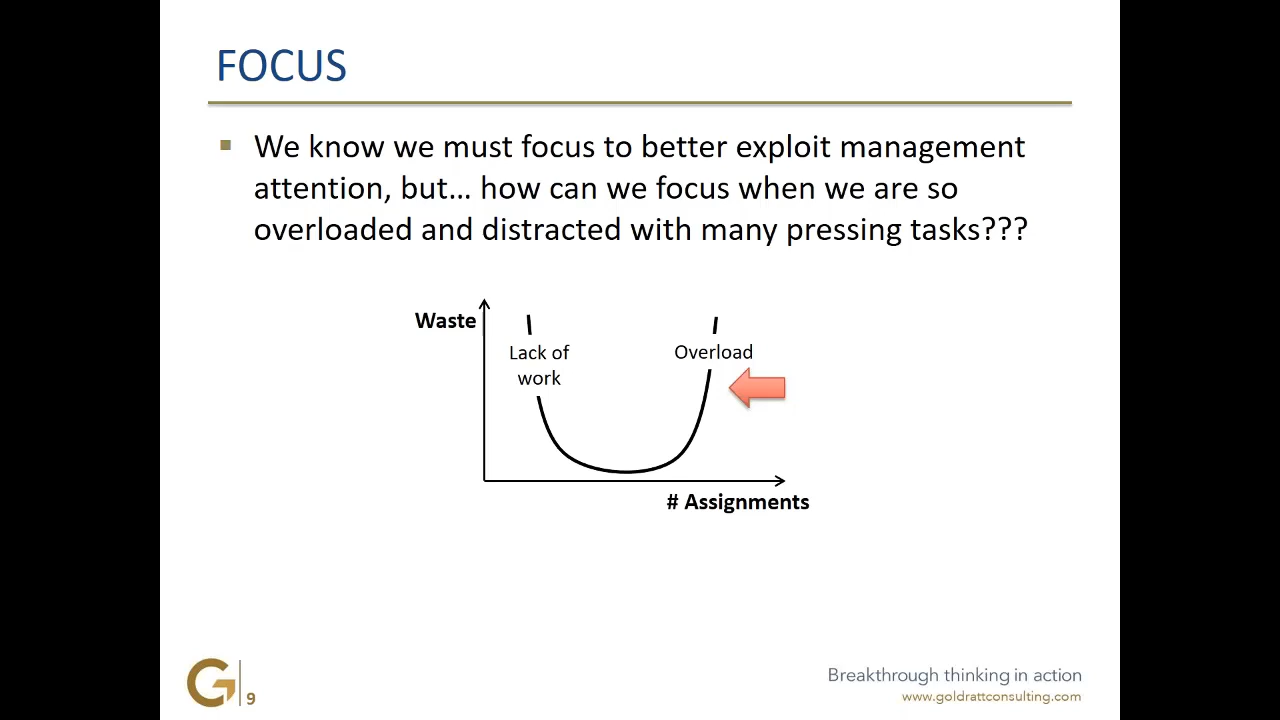 FOCUS
▪ We know we must focus to better exploit management
attention, but... how can we focus when we are so
overloaded and distracted with many pressing tasks???
Waste
Lack of
work
Overload
# Assignments
G
9
Breakthrough thinking in action
www.goldrattconsulting.com